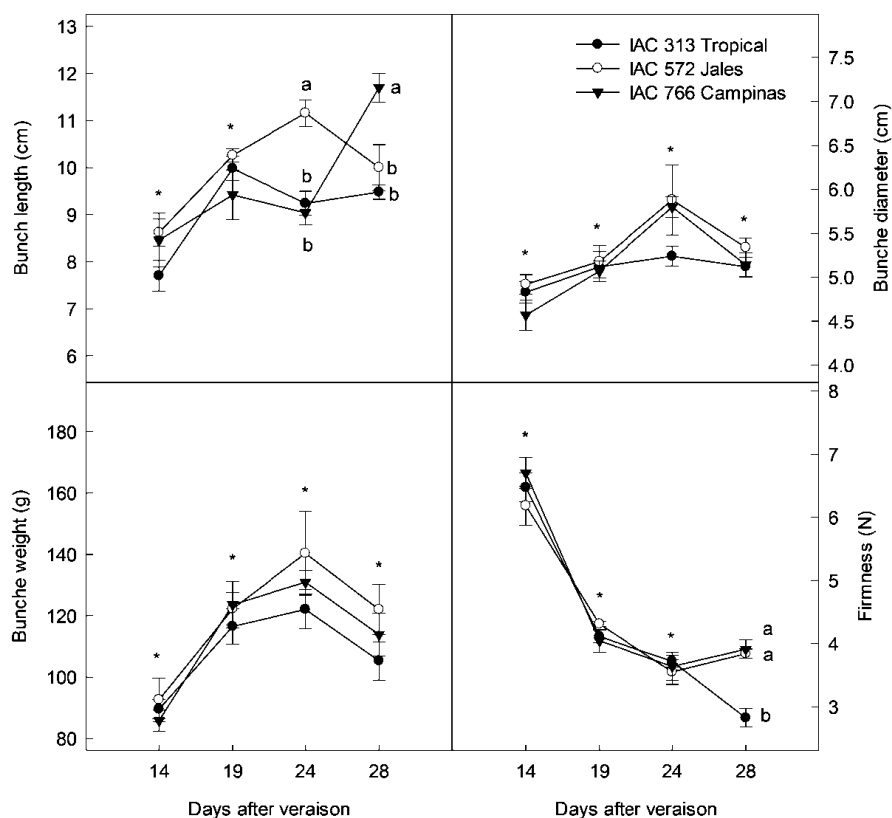 13
12
11
10
9
8
7
6
Bunch length (cm)
*
*
a
b
b
a
b
b
IAC 313 Tropical
IAC 572 Jales
IAC 766 Campinas
*
*
*
*
7.5
7.0
6.5
6.0
5.5
5.0
4.5
4.0
Bunche diameter (cm)
180
160
140
120
100
80
Bunche weight (g)
*
*
*
*
14
19
24
28
Days after veraison
*
*
*
a
a
b
8
7
6
5
4
3
Firmness (N)
14
19
24
28
Days after veraison